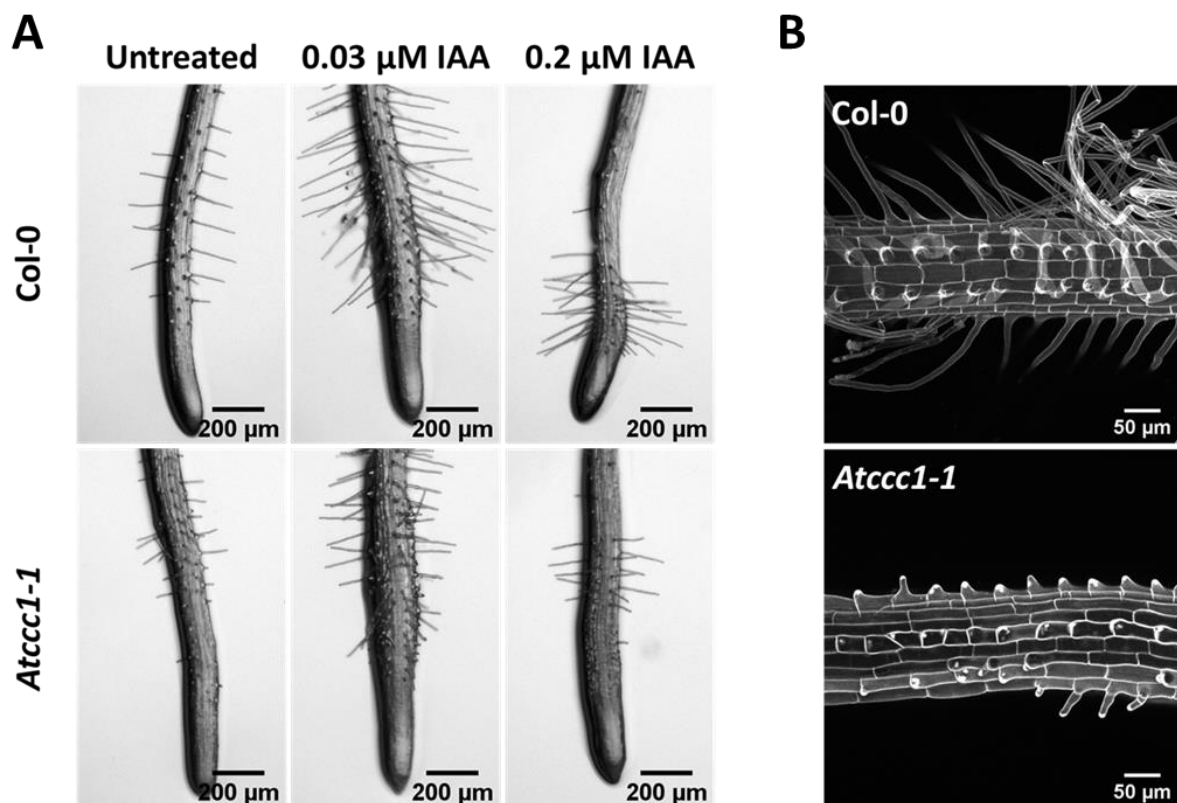 A
B
Untreated
0.03 µM IAA
0.2 µM IAA
Col-0
200 µm
200 µm
200 µm
Atccc1-1
200 µm
200 µm
200 µm
Col-0
50 µm
Atccc1-1
50 µm